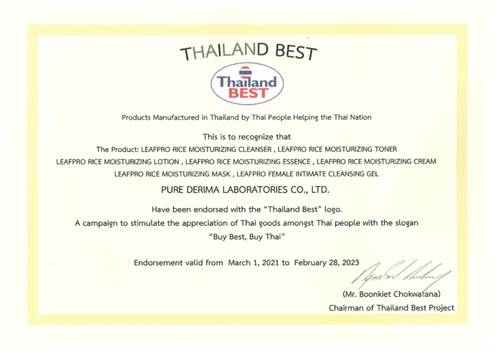 THAILAND BEST
Thailand
BEST
Products Manufactured in Thailand by Thai People Helping the Thai Nation
This is to recognize that
The Product: LEAFPRO RICE MOISTURIZING CLEANSER , LEAFPRO RICE MOISTURIZING TONER
LEAFPRO RICE MOISTURIZING LOTION , LEAFPRO RICE MOISTURIZING ESSENCE , LEAFPRO RICE MOISTURIZING CREAM
LEAFPRO RICE MOISTURIZING MASK , LEAFPRO FEMALE INTIMATE CLEANSING GEL
PURE DERIMA LABORATORIES CO., LTD.
Have been endorsed with the "Thailand Best" logo.
A campaign to stimulate the appreciation of Thai goods amongst Thai people with the slogan
"Buy Best, Buy Thai"
Endorsement valid from March 1, 2021 to February 28, 2023
(Mr. Boonkiet Chokwatana)
Chairman of Thailand Best Project